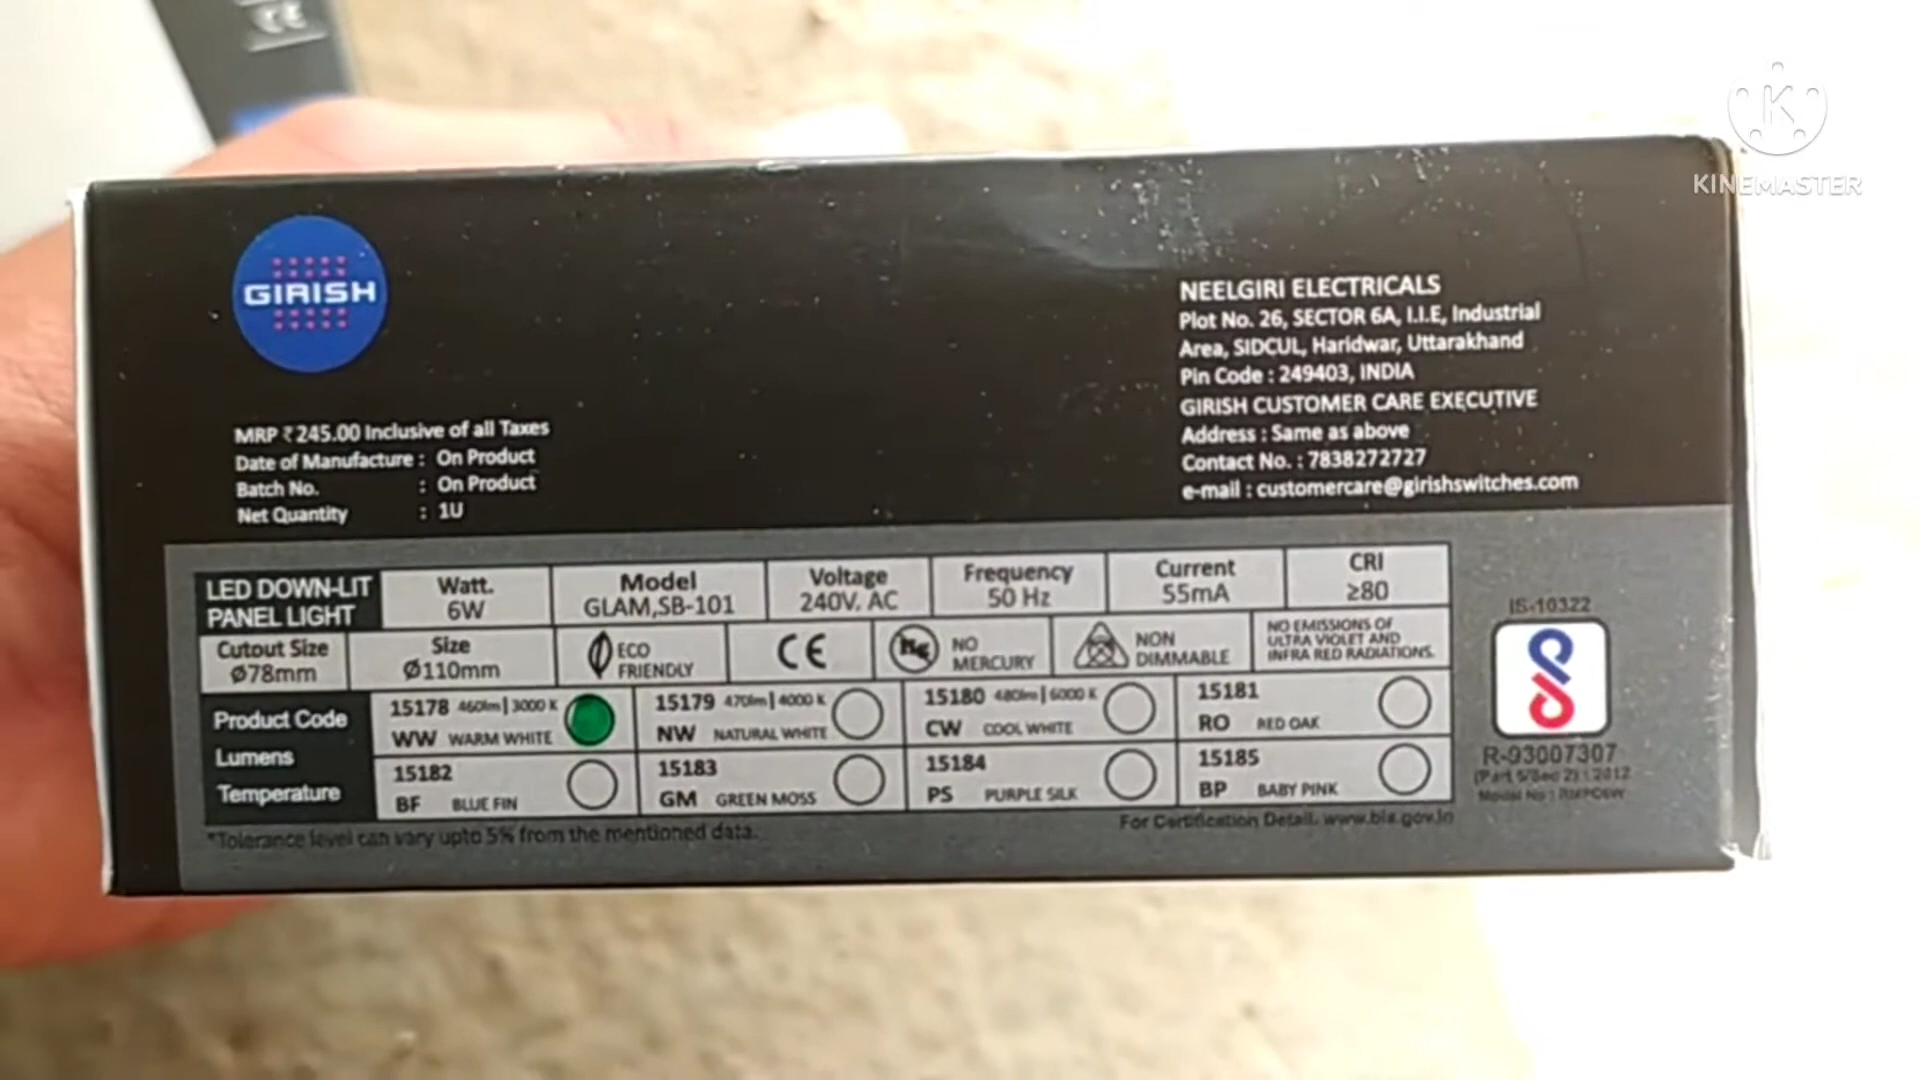 KINEMASTER
GIRISH
NEELGIRI ELECTRICALS
Plot No. 26, SECTOR 6A, I.I.E, Industrial
Area, SIDCUL, Haridwar, Uttarakhand
Pin Code : 249403, INDIA
GIRISH CUSTOMER CARE EXECUTIVE
Address : Same as above
Contact No. : 7838272727
e-mail : customercare@girishswitches.com
MRP ₹ 245.00 Inclusive of all Taxes
Date of Manufacture : On Product
Batch No. : On Product
Net Quantity : 1U
LED DOWN-LIT PANEL LIGHT
Watt. 6W
Model GLAM,SB-101
Voltage 240V. AC
Frequency 50 Hz
Current 55mA
CRI ≥80
Cutout Size Ø78mm
Size Ø110mm
ECO FRIENDLY
CE
Hg NO MERCURY
NON DIMMABLE
NO EMISSIONS OF
ULTRA VIOLET AND
INFRA RED RADIATIONS.
Product Code
Lumens
Temperature
15178 460lm | 3000 K
WW WARM WHITE
15179 470lm | 4000 K
NW NATURAL WHITE
15180 480lm | 6000 K
CW COOL WHITE
15181
RO RED OAK
15182
BF BLUE FIN
15183
GM GREEN MOSS
15184
PS PURPLE SILK
15185
BP BABY PINK
*Tolerance level can vary upto 5% from the mentioned data.
For Certification Detail. www.bis.gov.in
IS-10322
R-93007307
(Part 5/Sec 2) : 2012
Model No :